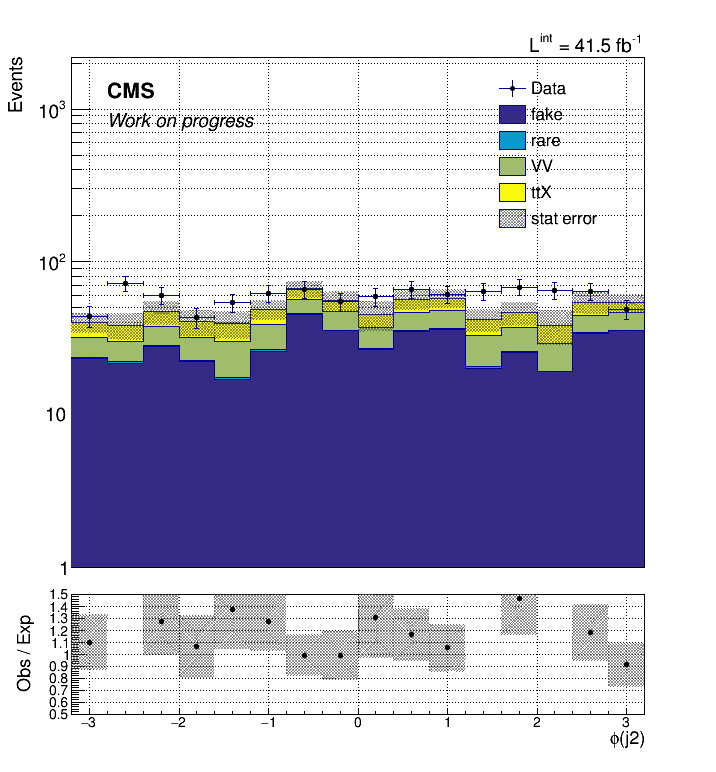 L^int = 41.5 fb^-1
Events
CMS
Work on progress
Data
fake
rare
VV
ttX
stat error
10^3
10^2
10
1
Obs / Exp
1.5
1.4
1.3
1.2
1.1
1
0.9
0.8
0.7
0.6
0.5
−3 −2 −1 0 1 2 3
ϕ(j2)